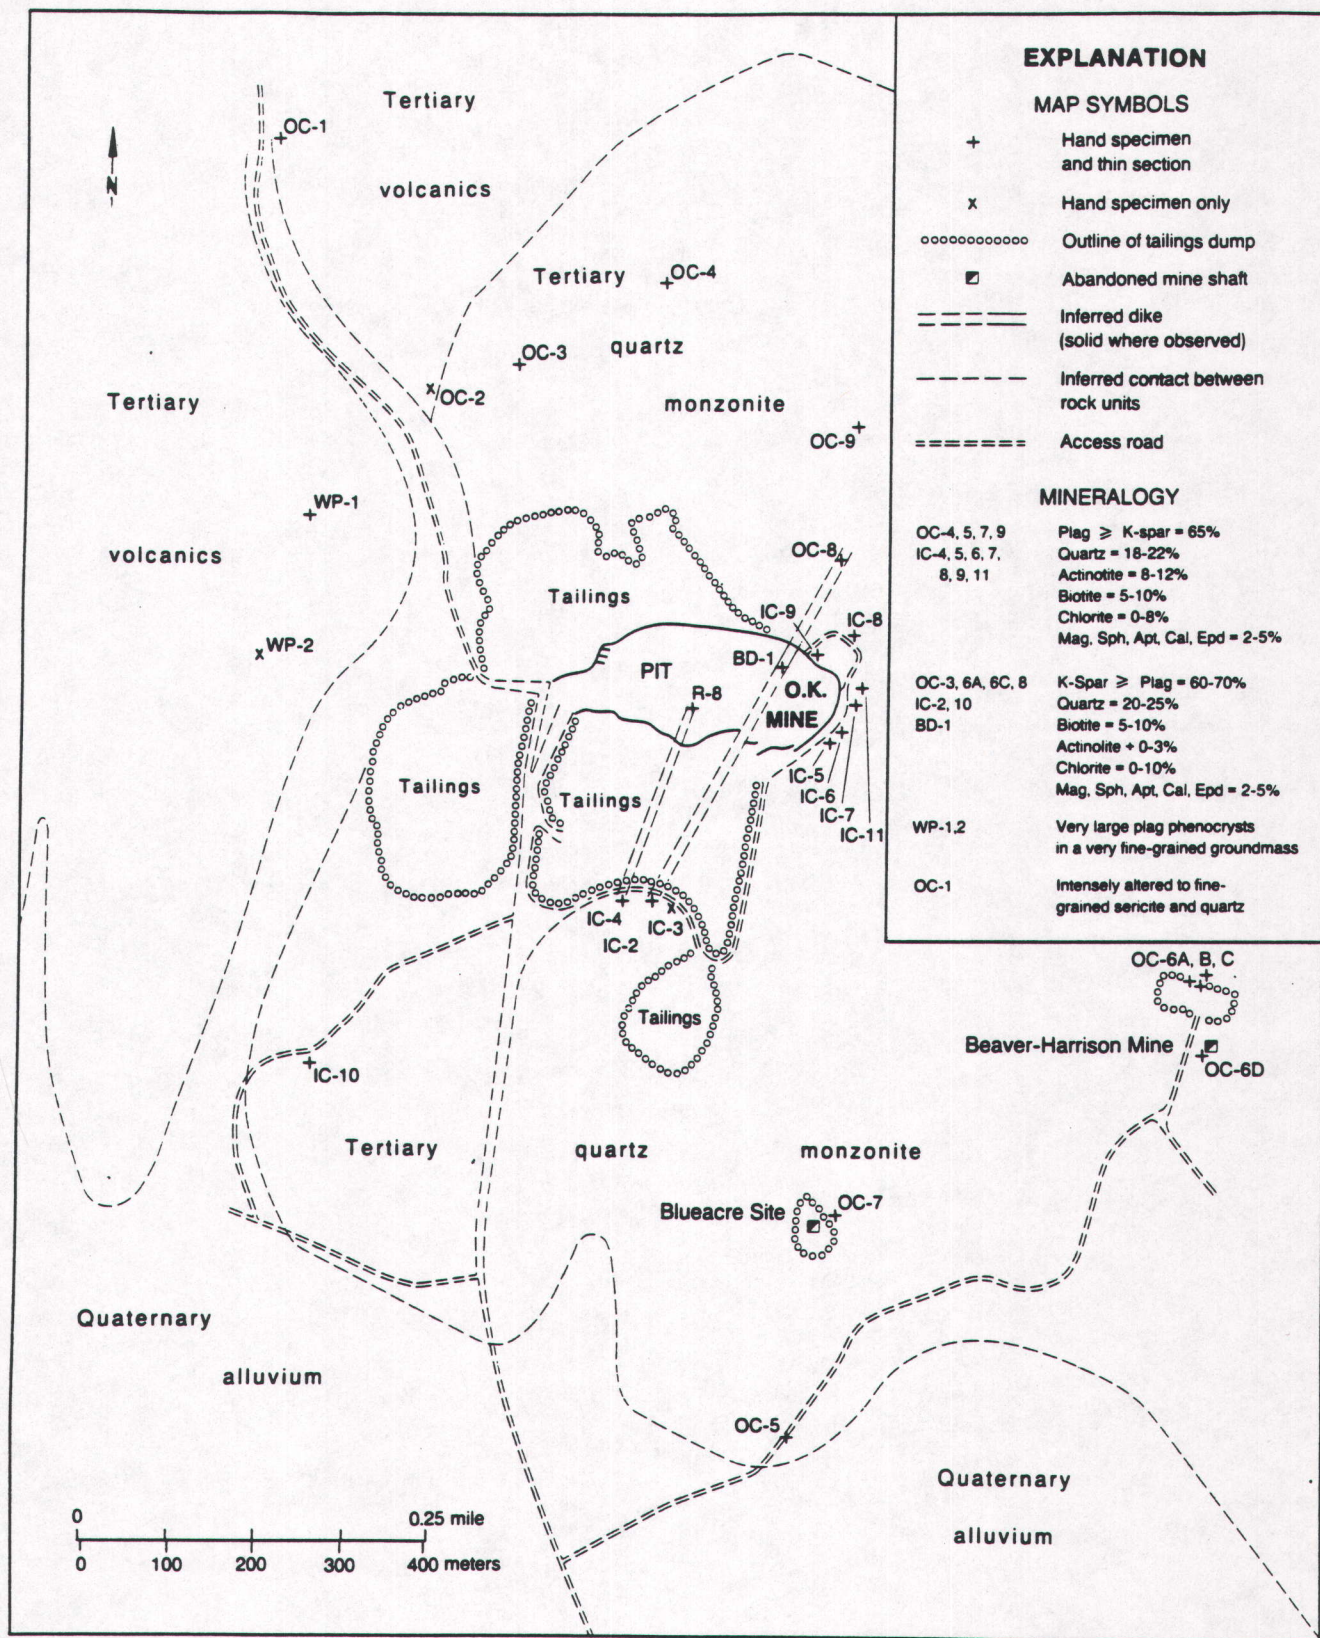 EXPLANATION
MAP SYMBOLS
+ Hand specimen
and thin section
x Hand specimen only
Outline of tailings dump
Abandoned mine shaft
Inferred dike
(solid where observed)
Inferred contact between
rock units
Access road
MINERALOGY
OC-4, 5, 7, 9 Plag ≥ K-spar = 65%
IC-4, 5, 6, 7, Quartz = 18-22%
8, 9, 11 Actinotite = 8-12%
Biotite = 5-10%
Chlorite = 0-8%
Mag, Sph, Apt, Cal, Epd = 2-5%
OC-3, 6A, 6C, 8 K-Spar ≥ Plag = 60-70%
IC-2, 10 Quartz = 20-25%
BD-1 Biotite = 5-10%
Actinolite + 0-3%
Chlorite = 0-10%
Mag, Sph, Apt, Cal, Epd = 2-5%
WP-1,2 Very large plag phenocrysts
in a very fine-grained groundmass
OC-1 Intensely altered to fine-
grained sericite and quartz
Tertiary
OC-1
N
volcanics
Tertiary
OC-4
quartz
OC-3
OC-2
Tertiary
monzonite
OC-9
WP-1
volcanics
OC-8
Tailings
IC-9
IC-8
WP-2
BD-1
PIT
R-8
O.K.
MINE
Tailings
Tailings
IC-5
IC-6
IC-7
IC-11
IC-4
IC-3
IC-2
OC-6A, B, C
Tailings
Beaver-Harrison Mine
OC-6D
IC-10
Tertiary
quartz
monzonite
Blueacre Site
OC-7
Quaternary
alluvium
OC-5
Quaternary
alluvium
0 0.25 mile
0 100 200 300 400 meters